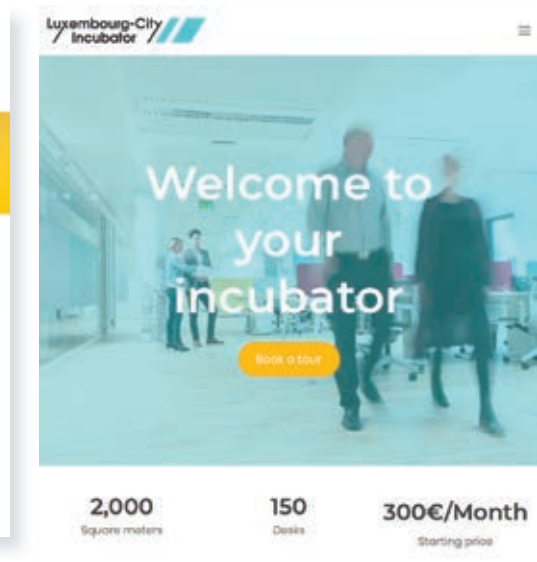 Luxembourg-City
Incubator
Welcome to
your
incubator
Book a tour
2,000
150
300€/Month
Square meters
Desks
Starting price